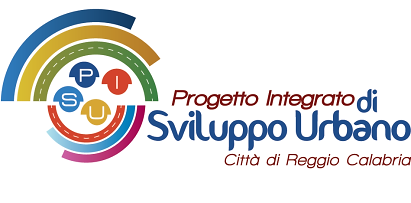 P I
S U
Progetto Integrato di
Sviluppo Urbano
Città di Reggio Calabria